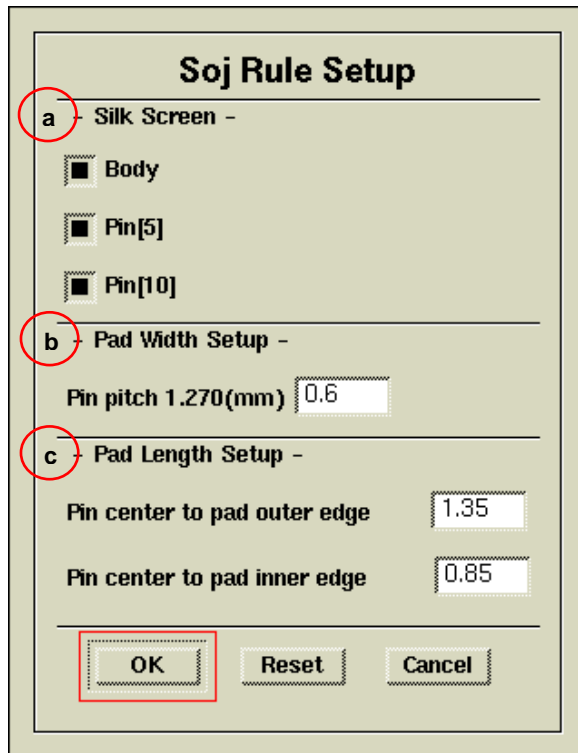 Soj Rule Setup
a - Silk Screen -
Body
Pin[5]
Pin[10]
b - Pad Width Setup -
Pin pitch 1.270(mm) 0.6
c - Pad Length Setup -
Pin center to pad outer edge 1.35
Pin center to pad inner edge 0.85
OK Reset Cancel